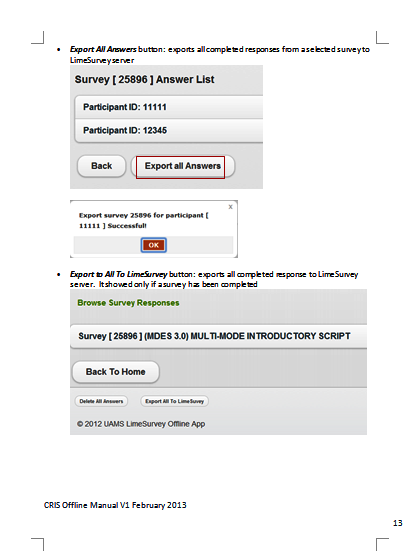 • Export All Answers button: exports all completed responses from a selected survey to
LimeSurvey server
Survey [ 25896 ] Answer List
Participant ID: 11111
Participant ID: 12345
Back
Export all Answers
x
Export survey 25896 for participant [
11111 ] Successful!
OK
• Export to All To LimeSurvey button: exports all completed response to LimeSurvey
server. It showed only if a survey has been completed
Browse Survey Responses
Survey [ 25896 ] (MDES 3.0) MULTI-MODE INTRODUCTORY SCRIPT
Back To Home
Delete All Answers
Export All To LimeSuvey
© 2012 UAMS LimeSurvey Offline App
CRIS Offline Manual V1 February 2013
13